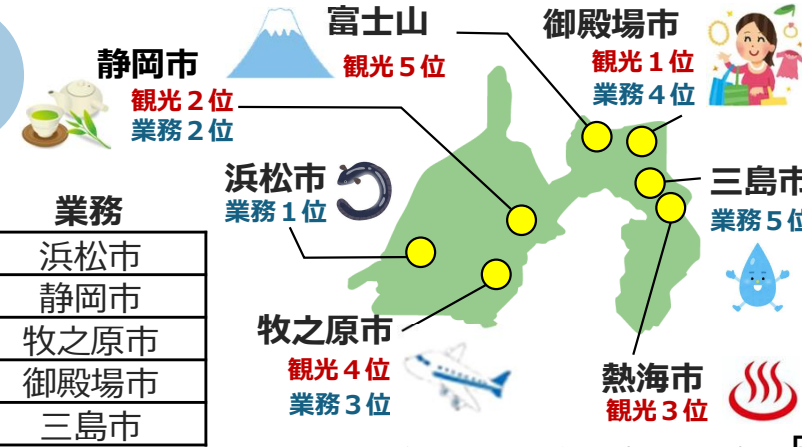 富士山
観光５位
御殿場市
観光１位
業務４位
静岡市
観光２位
業務２位
浜松市
業務１位
三島市
業務５位
牧之原市
観光４位
業務３位
熱海市
観光３位
業務
浜松市
静岡市
牧之原市
御殿場市
三島市